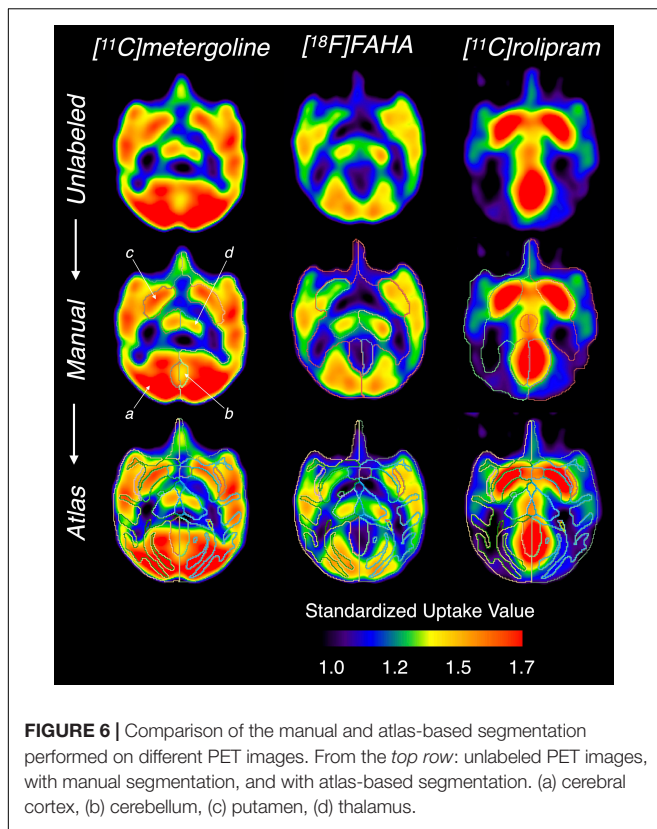 [¹¹C]metergoline [¹⁸F]FAHA [¹¹C]rolipram
Unlabeled
Manual
c d
a b
Atlas
Standardized Uptake Value
1.0 1.2 1.5 1.7
FIGURE 6 | Comparison of the manual and atlas-based segmentation
performed on different PET images. From the top row: unlabeled PET images,
with manual segmentation, and with atlas-based segmentation. (a) cerebral
cortex, (b) cerebellum, (c) putamen, (d) thalamus.